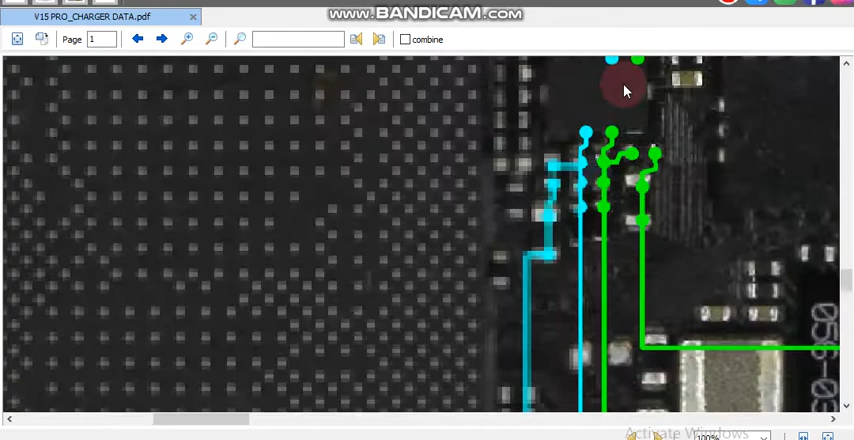 V15 PRO_CHARGER DATA.pdf
WWW.BANDICAM.COM
Page 1
combine
Activate Windows
100%